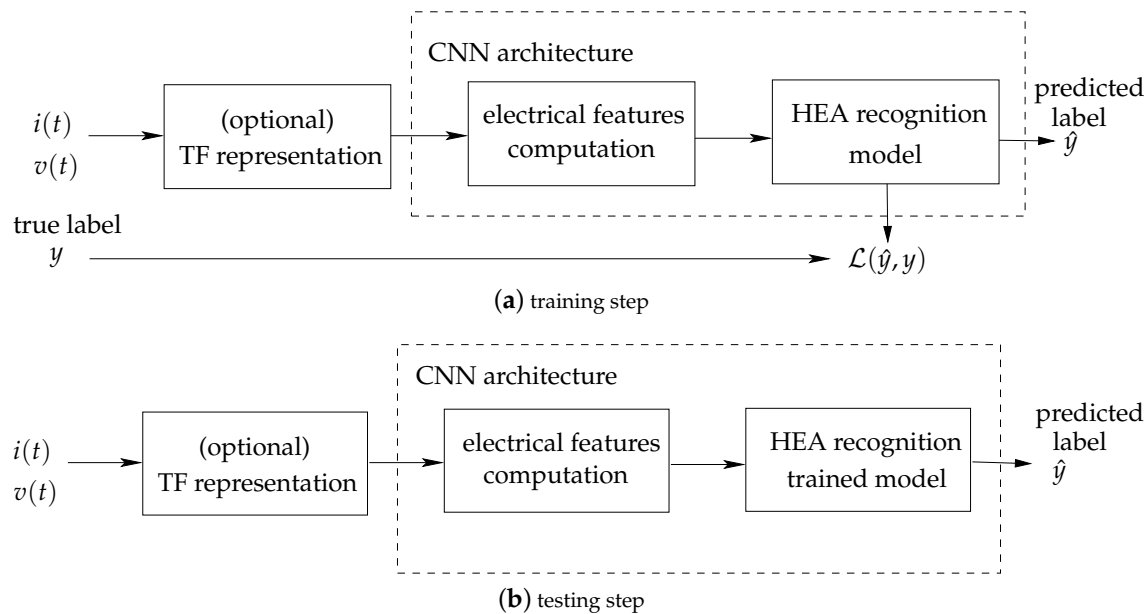 CNN architecture
i(t)
v(t)
(optional)
TF representation
electrical features
computation
HEA recognition
model
predicted
label
ŷ
true label
y
ℒ(ŷ, y)
(a) training step
CNN architecture
i(t)
v(t)
(optional)
TF representation
electrical features
computation
HEA recognition
trained model
predicted
label
ŷ
(b) testing step